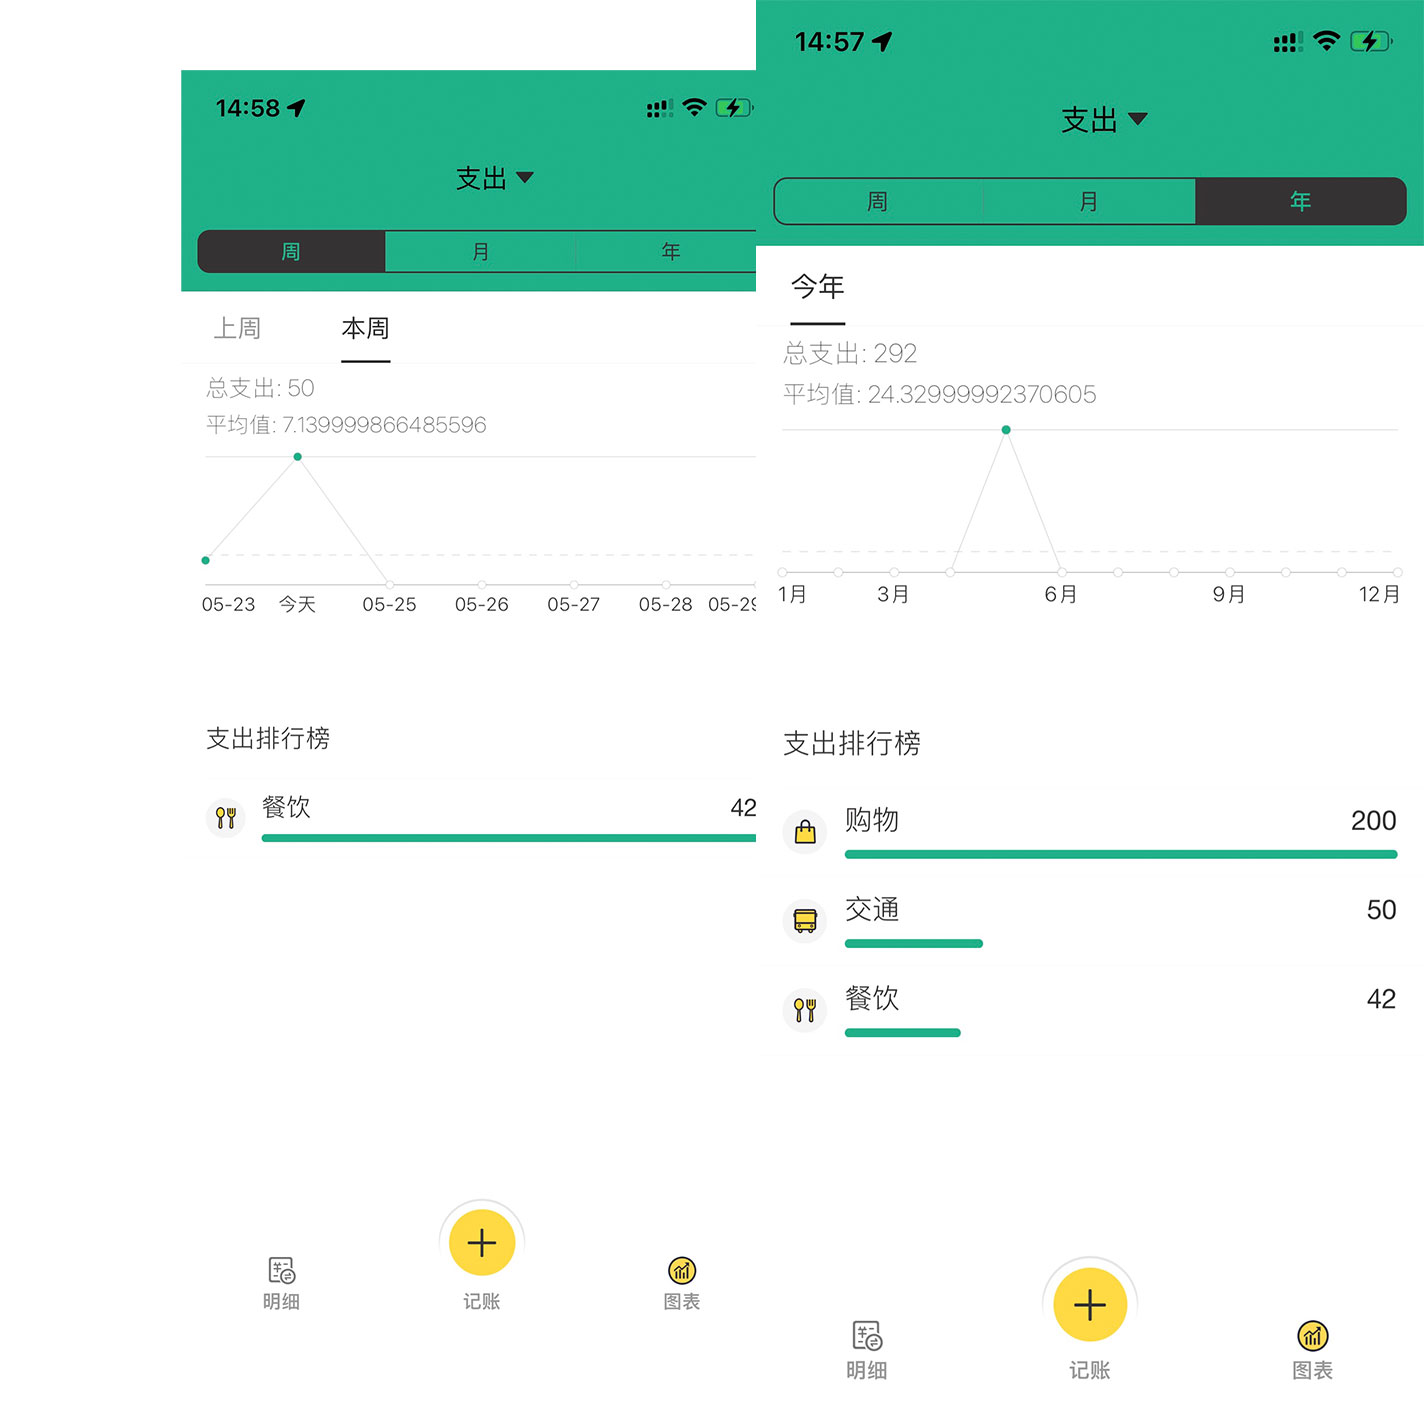 14:58
支出
周 月 年
上周 本周
总支出: 50
平均值: 7.139999866485596
05-23 今天 05-25 05-26 05-27 05-28 05-29
支出排行榜
餐饮 42
明细 记账 图表
14:57
支出
周 月 年
今年
总支出: 292
平均值: 24.32999992370605
1月 3月 6月 9月 12月
支出排行榜
购物 200
交通 50
餐饮 42
明细 记账 图表